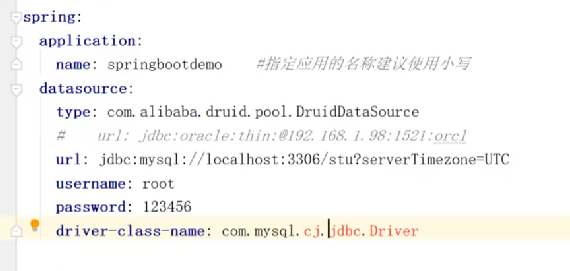 spring:
application:
name: springbootdemo #指定应用的名称建议使用小写
datasource:
type: com.alibaba.druid.pool.DruidDataSource
# url: jdbc:oracle:thin:@192.168.1.98:1521:orcl
url: jdbc:mysql://localhost:3306/stu?serverTimezone=UTC
username: root
password: 123456
driver-class-name: com.mysql.cj.jdbc.Driver